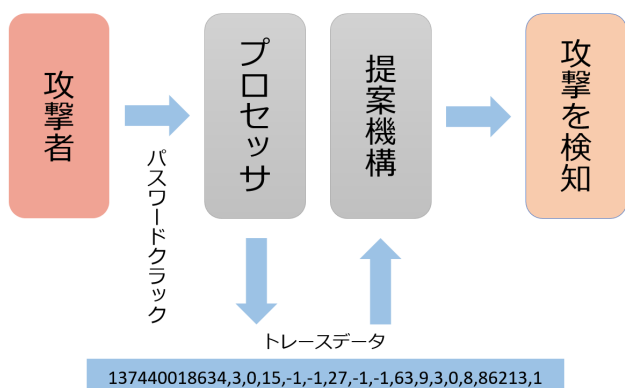 攻撃者
パスワードクラック
プロセッサ
提案機構
攻撃を検知
トレースデータ
137440018634,3,0,15,-1,-1,27,-1,-1,63,9,3,0,8,86213,1